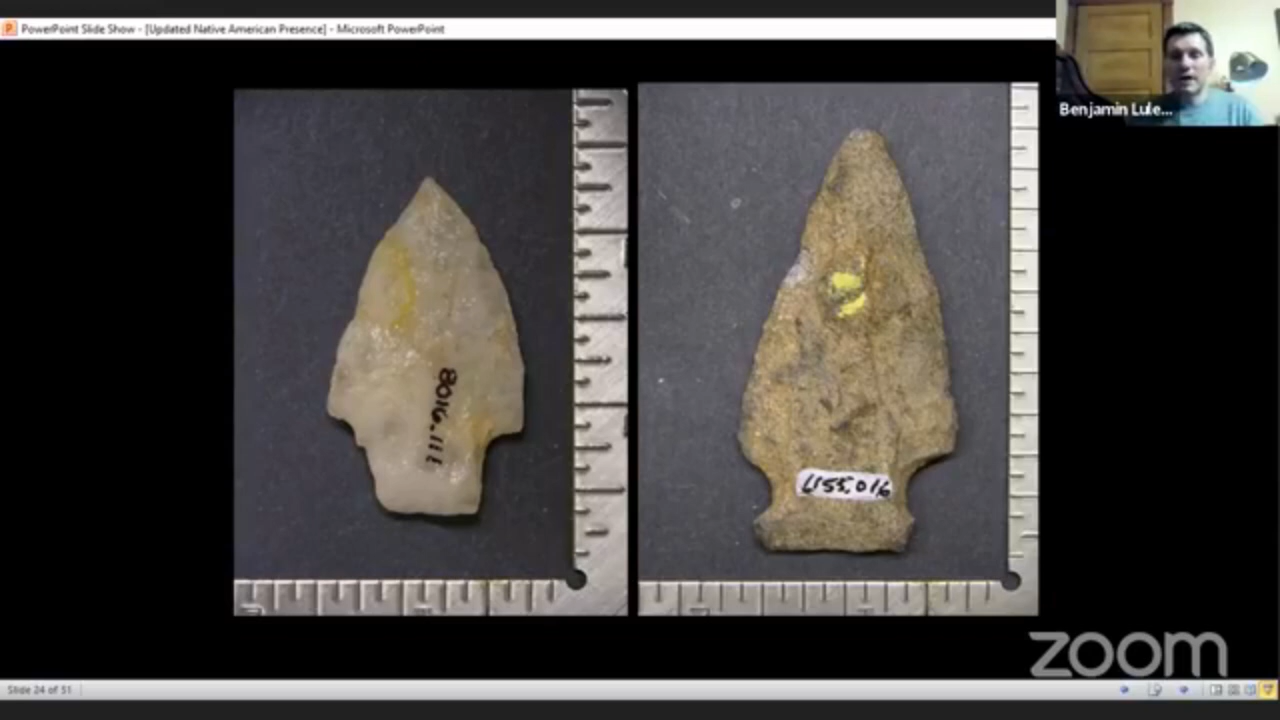 PowerPoint Slide Show - [Updated Native American Presence] - Microsoft PowerPoint
Benjamin Lule...
8016.111
6155.016
zoom
Slide 24 of 51